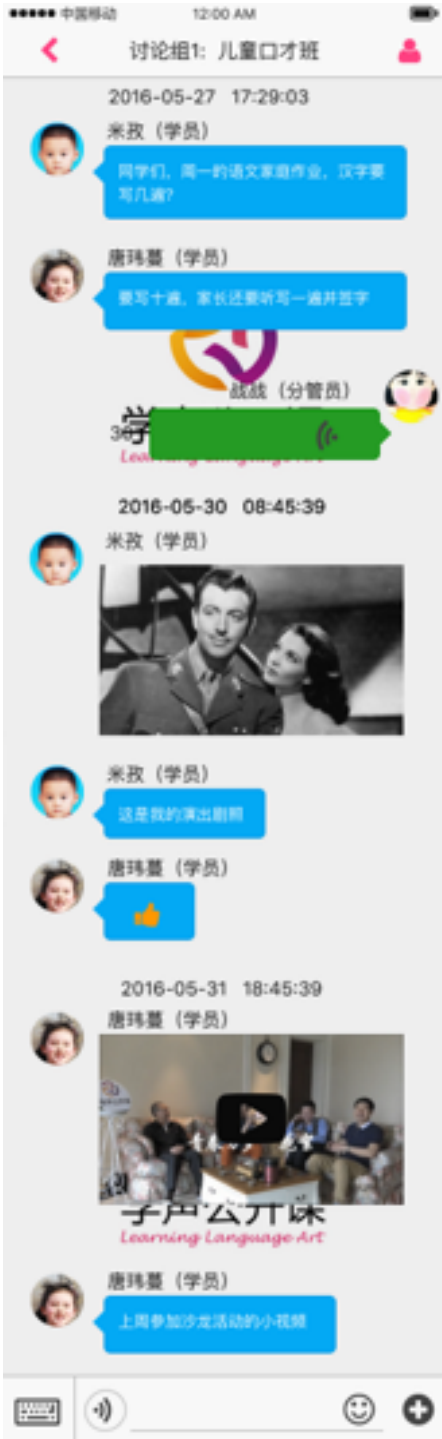 中国移动 12:00 AM
讨论组1: 儿童口才班
2016-05-27 17:29:03
米孜（学员）
同学们，周一的语文家庭作业，汉字要
写几遍?
唐玮蔓（学员）
要写十遍，家长还要听写一遍并签字
战战（分管员）
Learning Language Art
2016-05-30 08:45:39
米孜（学员）
米孜（学员）
这是我的演出剧照
唐玮蔓（学员）
2016-05-31 18:45:39
唐玮蔓（学员）
学声公开课
Learning Language Art
唐玮蔓（学员）
上周参加沙龙活动的小视频